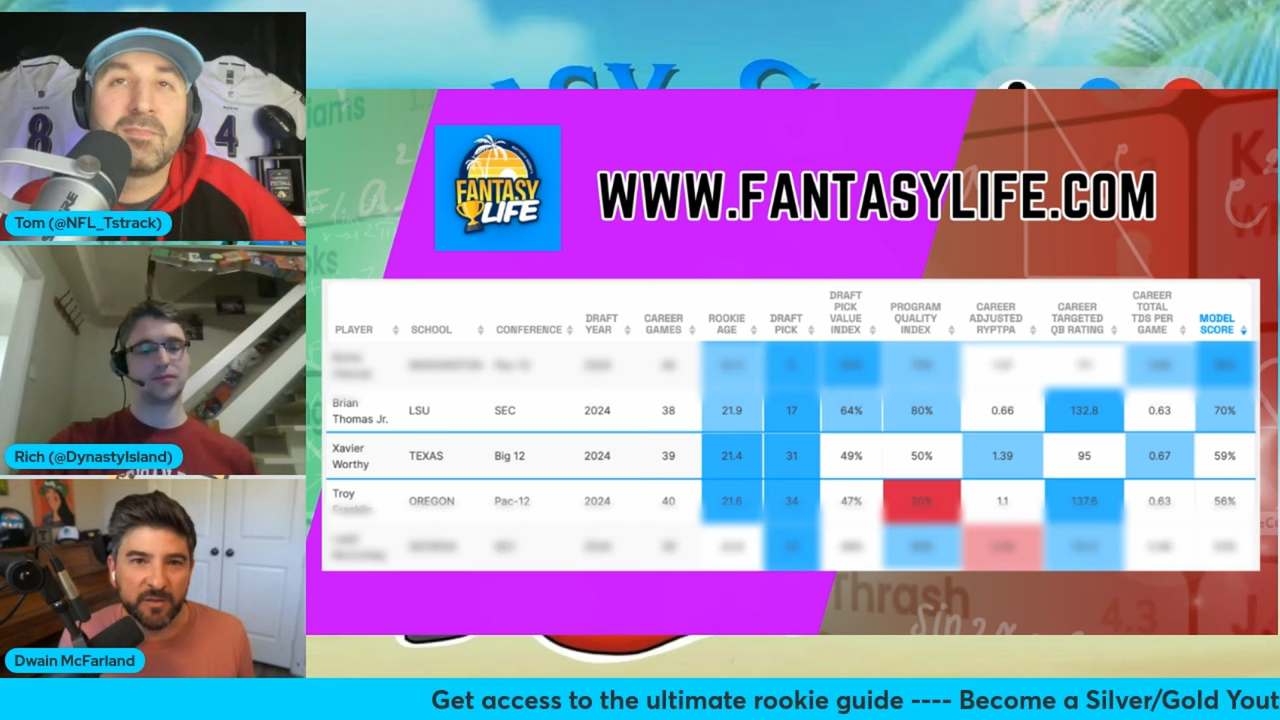 8
4
Tom (@NFL_Tstrack)
Rich (@DynastyIsland)
Dwain McFarland
FANTASY
LIFE
WWW.FANTASYLIFE.COM
PLAYER SCHOOL CONFERENCE DRAFT YEAR CAREER GAMES ROOKIE AGE DRAFT PICK DRAFT PICK VALUE INDEX PROGRAM QUALITY INDEX CAREER ADJUSTED RYPTPA CAREER TARGETED QB RATING CAREER TOTAL TDS PER GAME MODEL SCORE
Brian Thomas Jr. LSU SEC 2024 38 21.9 17 64% 80% 0.66 132.8 0.63 70%
Xavier Worthy TEXAS Big 12 2024 39 21.4 31 49% 50% 1.39 95 0.67 59%
Troy Franklin OREGON Pac-12 2024 40 21.6 34 47% 1.1 137.6 0.63 56%
Thrash
4.3
Get access to the ultimate rookie guide ---- Become a Silver/Gold Yout